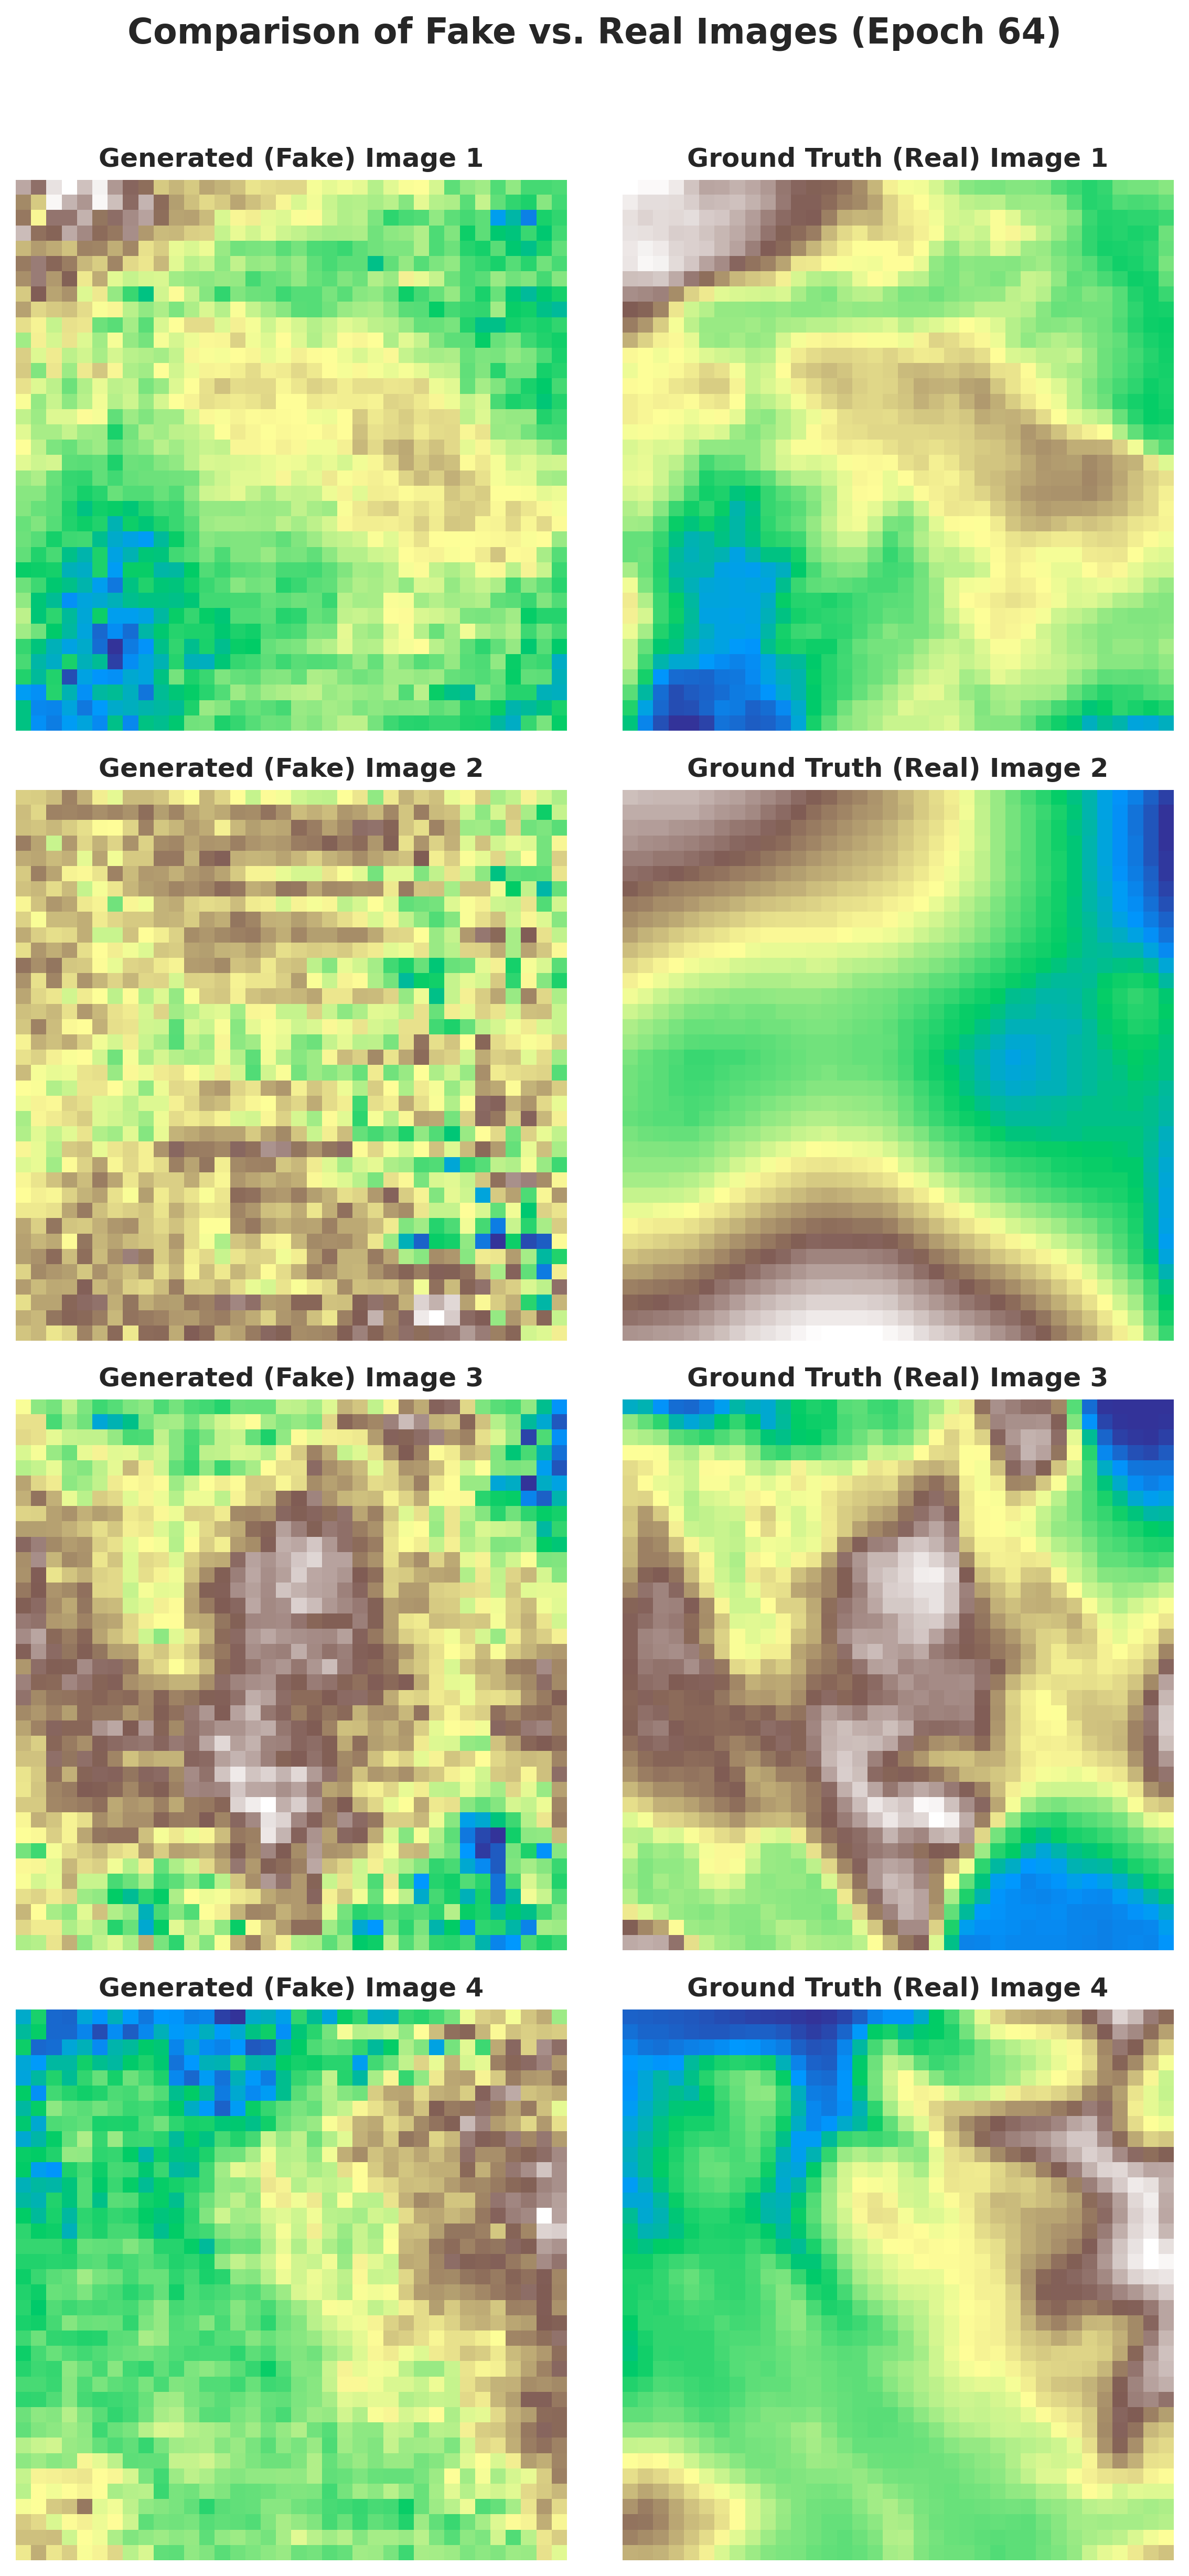 Comparison of Fake vs. Real Images (Epoch 64)
Generated (Fake) Image 1
Ground Truth (Real) Image 1
Generated (Fake) Image 2
Ground Truth (Real) Image 2
Generated (Fake) Image 3
Ground Truth (Real) Image 3
Generated (Fake) Image 4
Ground Truth (Real) Image 4